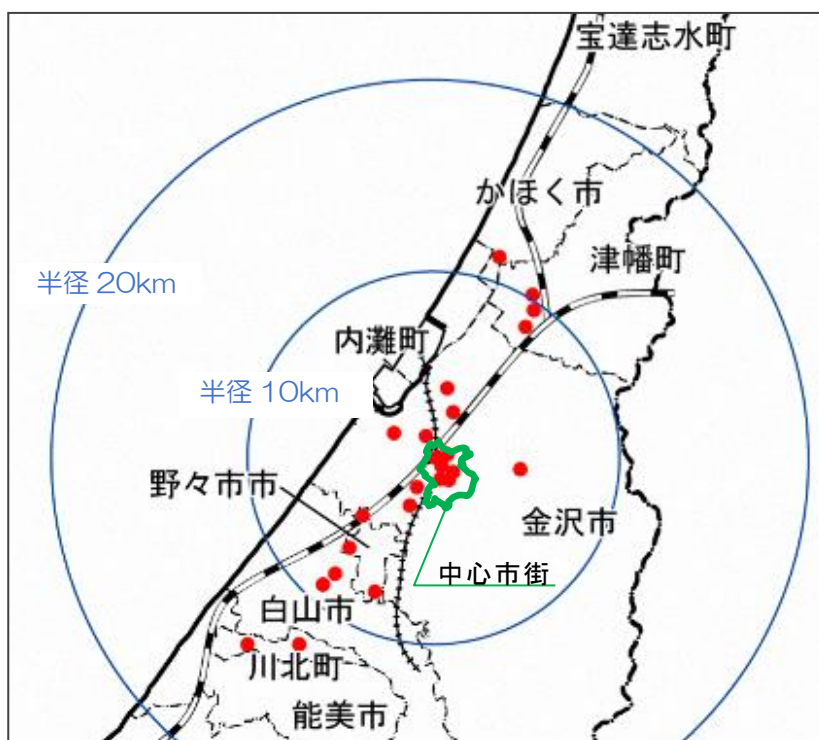 宝達志水町
かほく市
津幡町
半径 20km
内灘町
半径 10km
野々市市
金沢市
中心市街
白山市
川北町
能美市